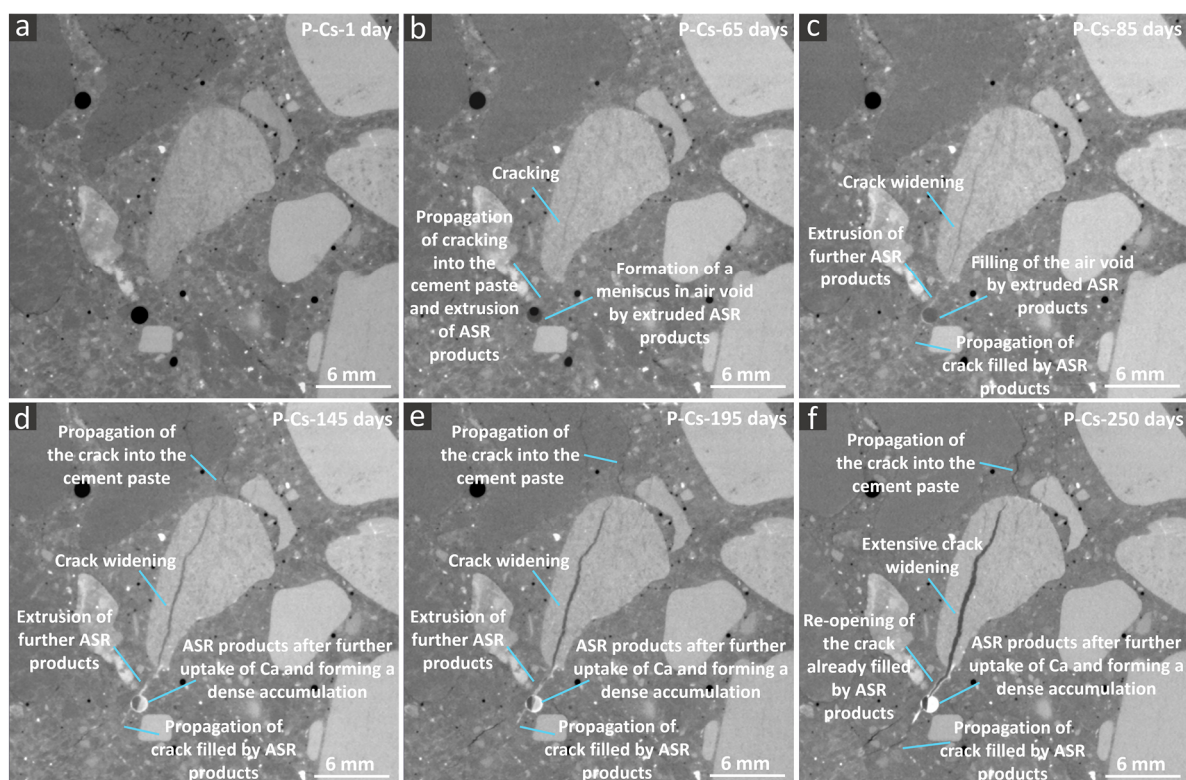 a
P-Cs-1 day
6 mm
b
P-Cs-65 days
Cracking
Propagation
of cracking
into the
cement paste
and extrusion
of ASR
products
Formation of a
meniscus in air void
by extruded ASR
products
6 mm
c
P-Cs-85 days
Crack widening
Extrusion of
further ASR
products
Filling of the air void
by extruded ASR
products
Propagation of
crack filled by ASR
products
6 mm
d
P-Cs-145 days
Propagation of
the crack into the
cement paste
Crack widening
Extrusion of
further ASR
products
ASR products after further
uptake of Ca and forming a
dense accumulation
Propagation of
crack filled by ASR
products
6 mm
e
P-Cs-195 days
Propagation of
the crack into the
cement paste
Crack widening
Extrusion of
further ASR
products
ASR products after further
uptake of Ca and forming a
dense accumulation
Propagation of
crack filled by ASR
products
6 mm
f
P-Cs-250 days
Propagation of
the crack into the
cement paste
Extensive crack
widening
Re-opening of
the crack
already filled
by ASR
products
ASR products after further
uptake of Ca and forming a
dense accumulation
Propagation of
crack filled by ASR
products
6 mm